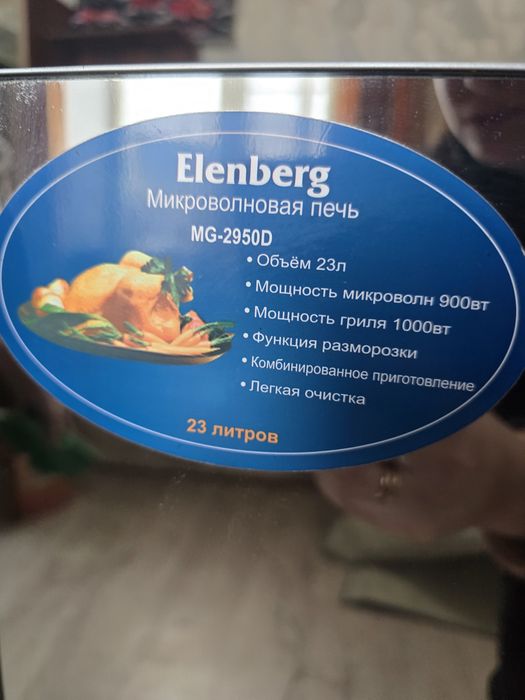 Elenberg
Микроволновая печь
MG-2950D
• Объём 23л
• Мощность микроволн 900вт
• Мощность гриля 1000вт
• Функция разморозки
• Комбинированное приготовление
• Легкая очистка
23 литров